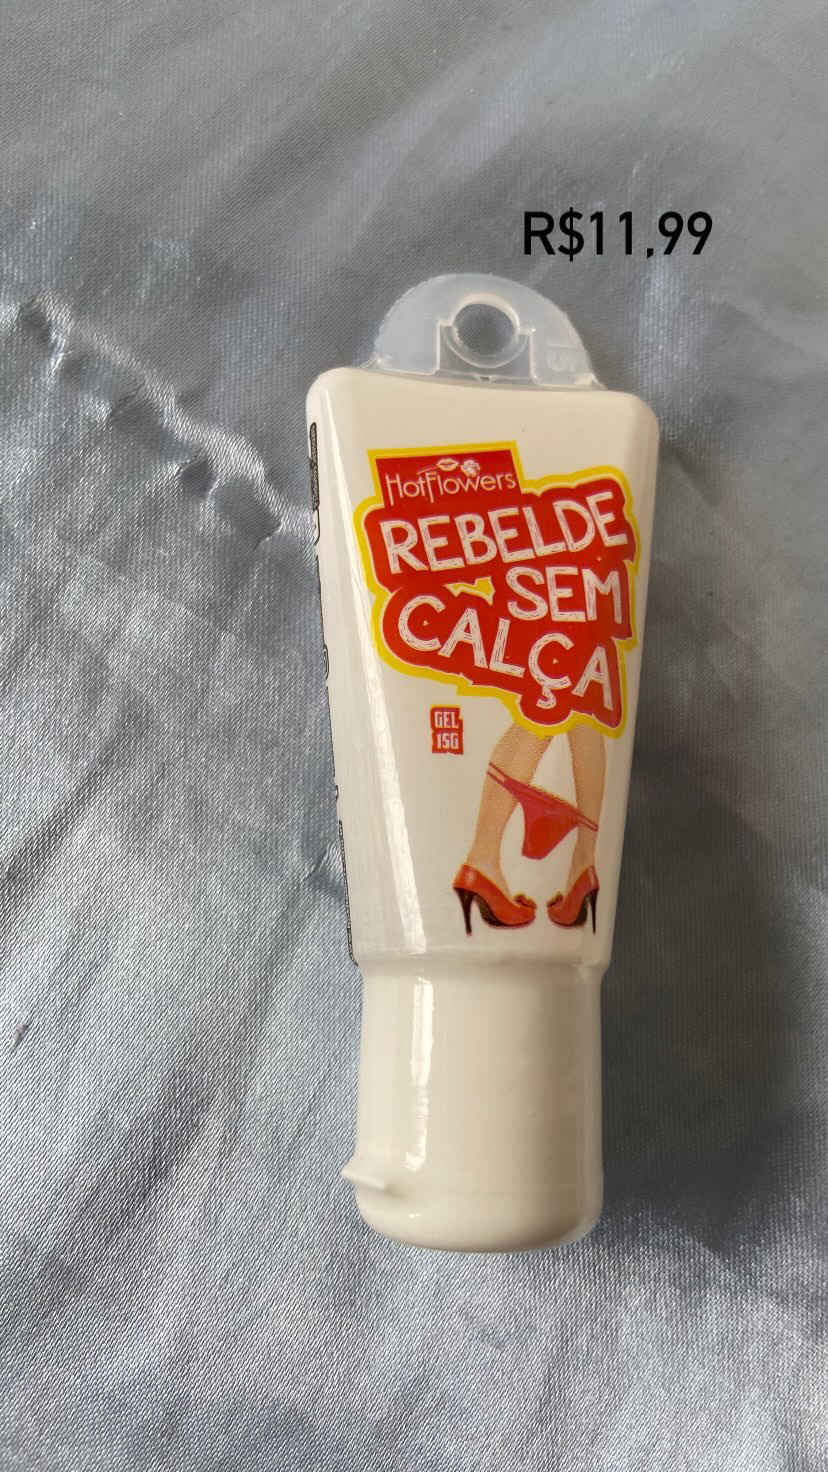 R$11,99
HotFlowers
REBELDE
SEM
CALÇA
GEL
15G